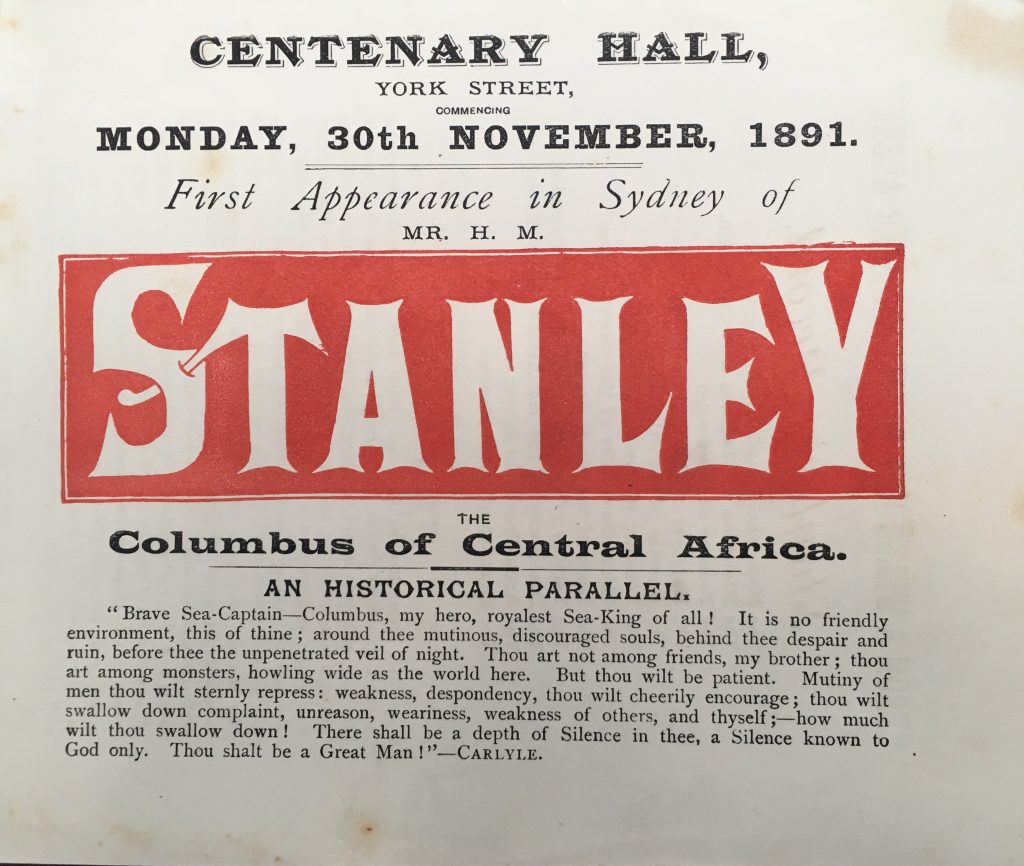 CENTENARY HALL,
YORK STREET,
COMMENCING
MONDAY, 30th NOVEMBER, 1891.
First Appearance in Sydney of
MR. H. M.
STANLEY
THE
Columbus of Central Africa.
AN HISTORICAL PARALLEL.
“Brave Sea-Captain—Columbus, my hero, royalest Sea-King of all! It is no friendly
environment, this of thine; around thee mutinous, discouraged souls, behind thee despair and
ruin, before thee the unpenetrated veil of night. Thou art not among friends, my brother; thou
art among monsters, howling wide as the world here. But thou wilt be patient. Mutiny of
men thou wilt sternly repress: weakness, despondency, thou wilt cheerily encourage; thou wilt
swallow down complaint, unreason, weariness, weakness of others, and thyself;—how much
wilt thou swallow down! There shall be a depth of Silence in thee, a Silence known to
God only. Thou shalt be a Great Man!”—CARLYLE.